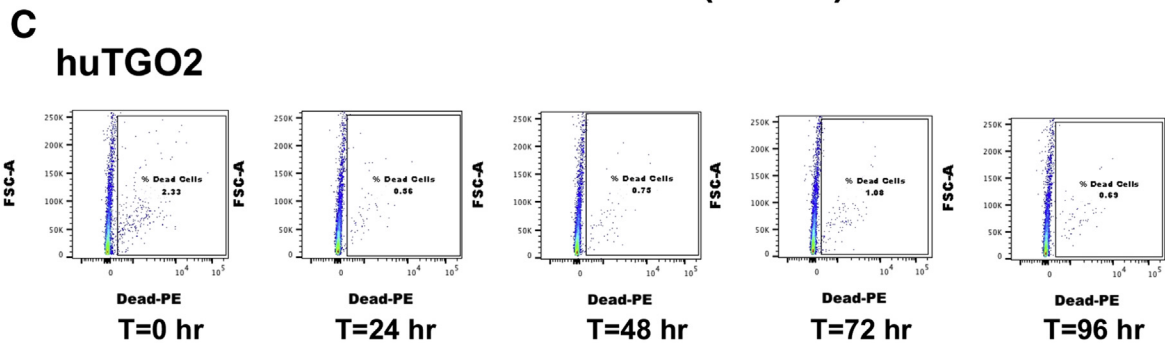 C
huTGO2
250K
200K
150K
100K
50K
0
FSC-A
% Dead Cells
2.33
0
10^4
10^5
Dead-PE
T=0 hr
250K
200K
150K
100K
50K
0
FSC-A
% Dead Cells
0.56
0
10^4
10^5
Dead-PE
T=24 hr
250K
200K
150K
100K
50K
0
FSC-A
% Dead Cells
0.75
0
10^4
10^5
Dead-PE
T=48 hr
250K
200K
150K
100K
50K
0
FSC-A
% Dead Cells
1.08
0
10^4
10^5
Dead-PE
T=72 hr
250K
200K
150K
100K
50K
0
FSC-A
% Dead Cells
0.69
0
10^4
10^5
Dead-PE
T=96 hr